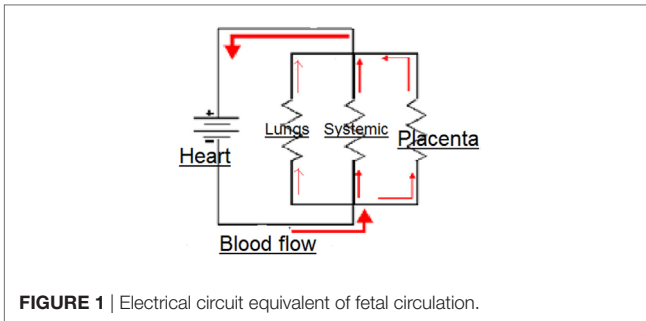 +
Lungs Systemic Placenta
Heart
Blood flow
FIGURE 1 | Electrical circuit equivalent of fetal circulation.